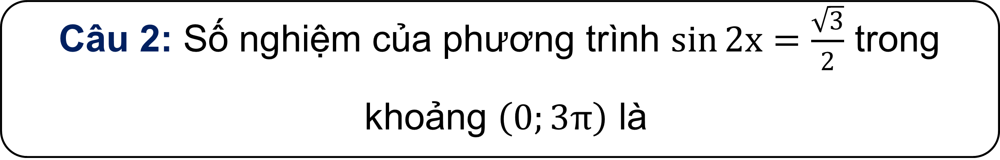 Câu 2: Số nghiệm của phương trình sin 2x = √3/2 trong
khoảng (0; 3π) là